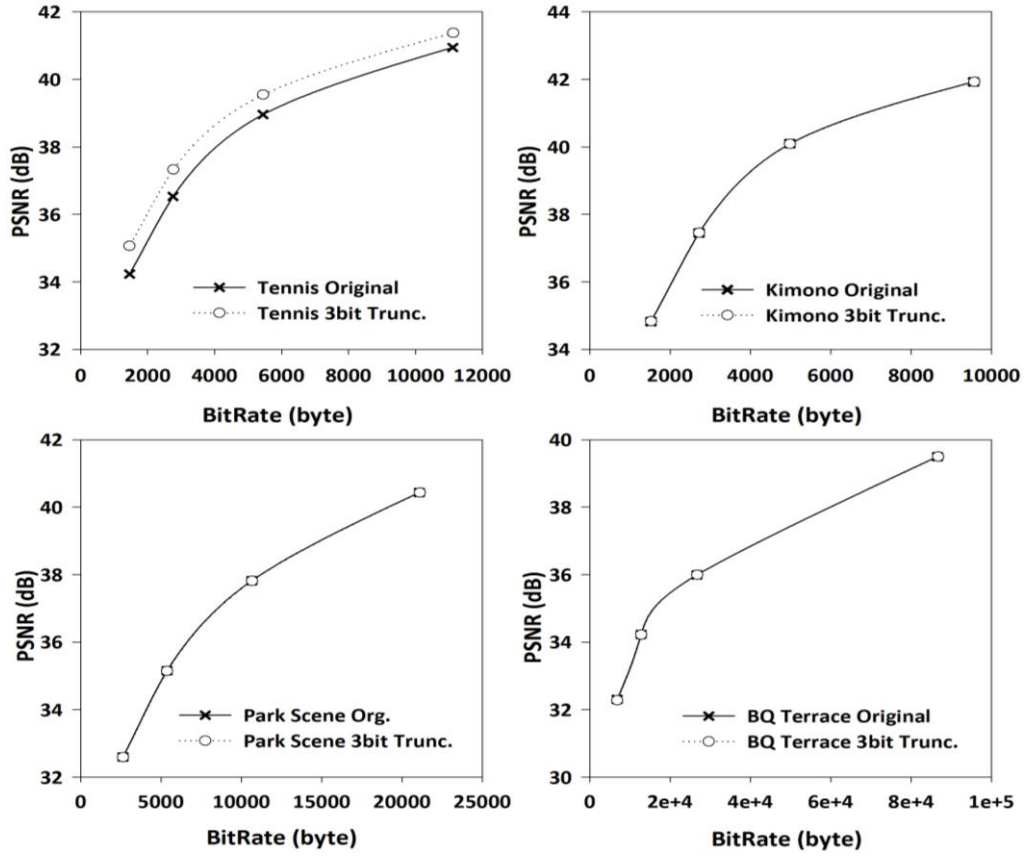 42
40
38
36
34
32
PSNR (dB)
Tennis Original
Tennis 3bit Trunc.
0 2000 4000 6000 8000 10000 12000
BitRate (byte)
44
42
40
38
36
34
PSNR (dB)
Kimono Original
Kimono 3bit Trunc.
0 2000 4000 6000 8000 10000
BitRate (byte)
42
40
38
36
34
32
PSNR (dB)
Park Scene Org.
Park Scene 3bit Trunc.
0 5000 10000 15000 20000 25000
BitRate (byte)
40
38
36
34
32
30
PSNR (dB)
BQ Terrace Original
BQ Terrace 3bit Trunc.
0 2e+4 4e+4 6e+4 8e+4 1e+5
BitRate (byte)